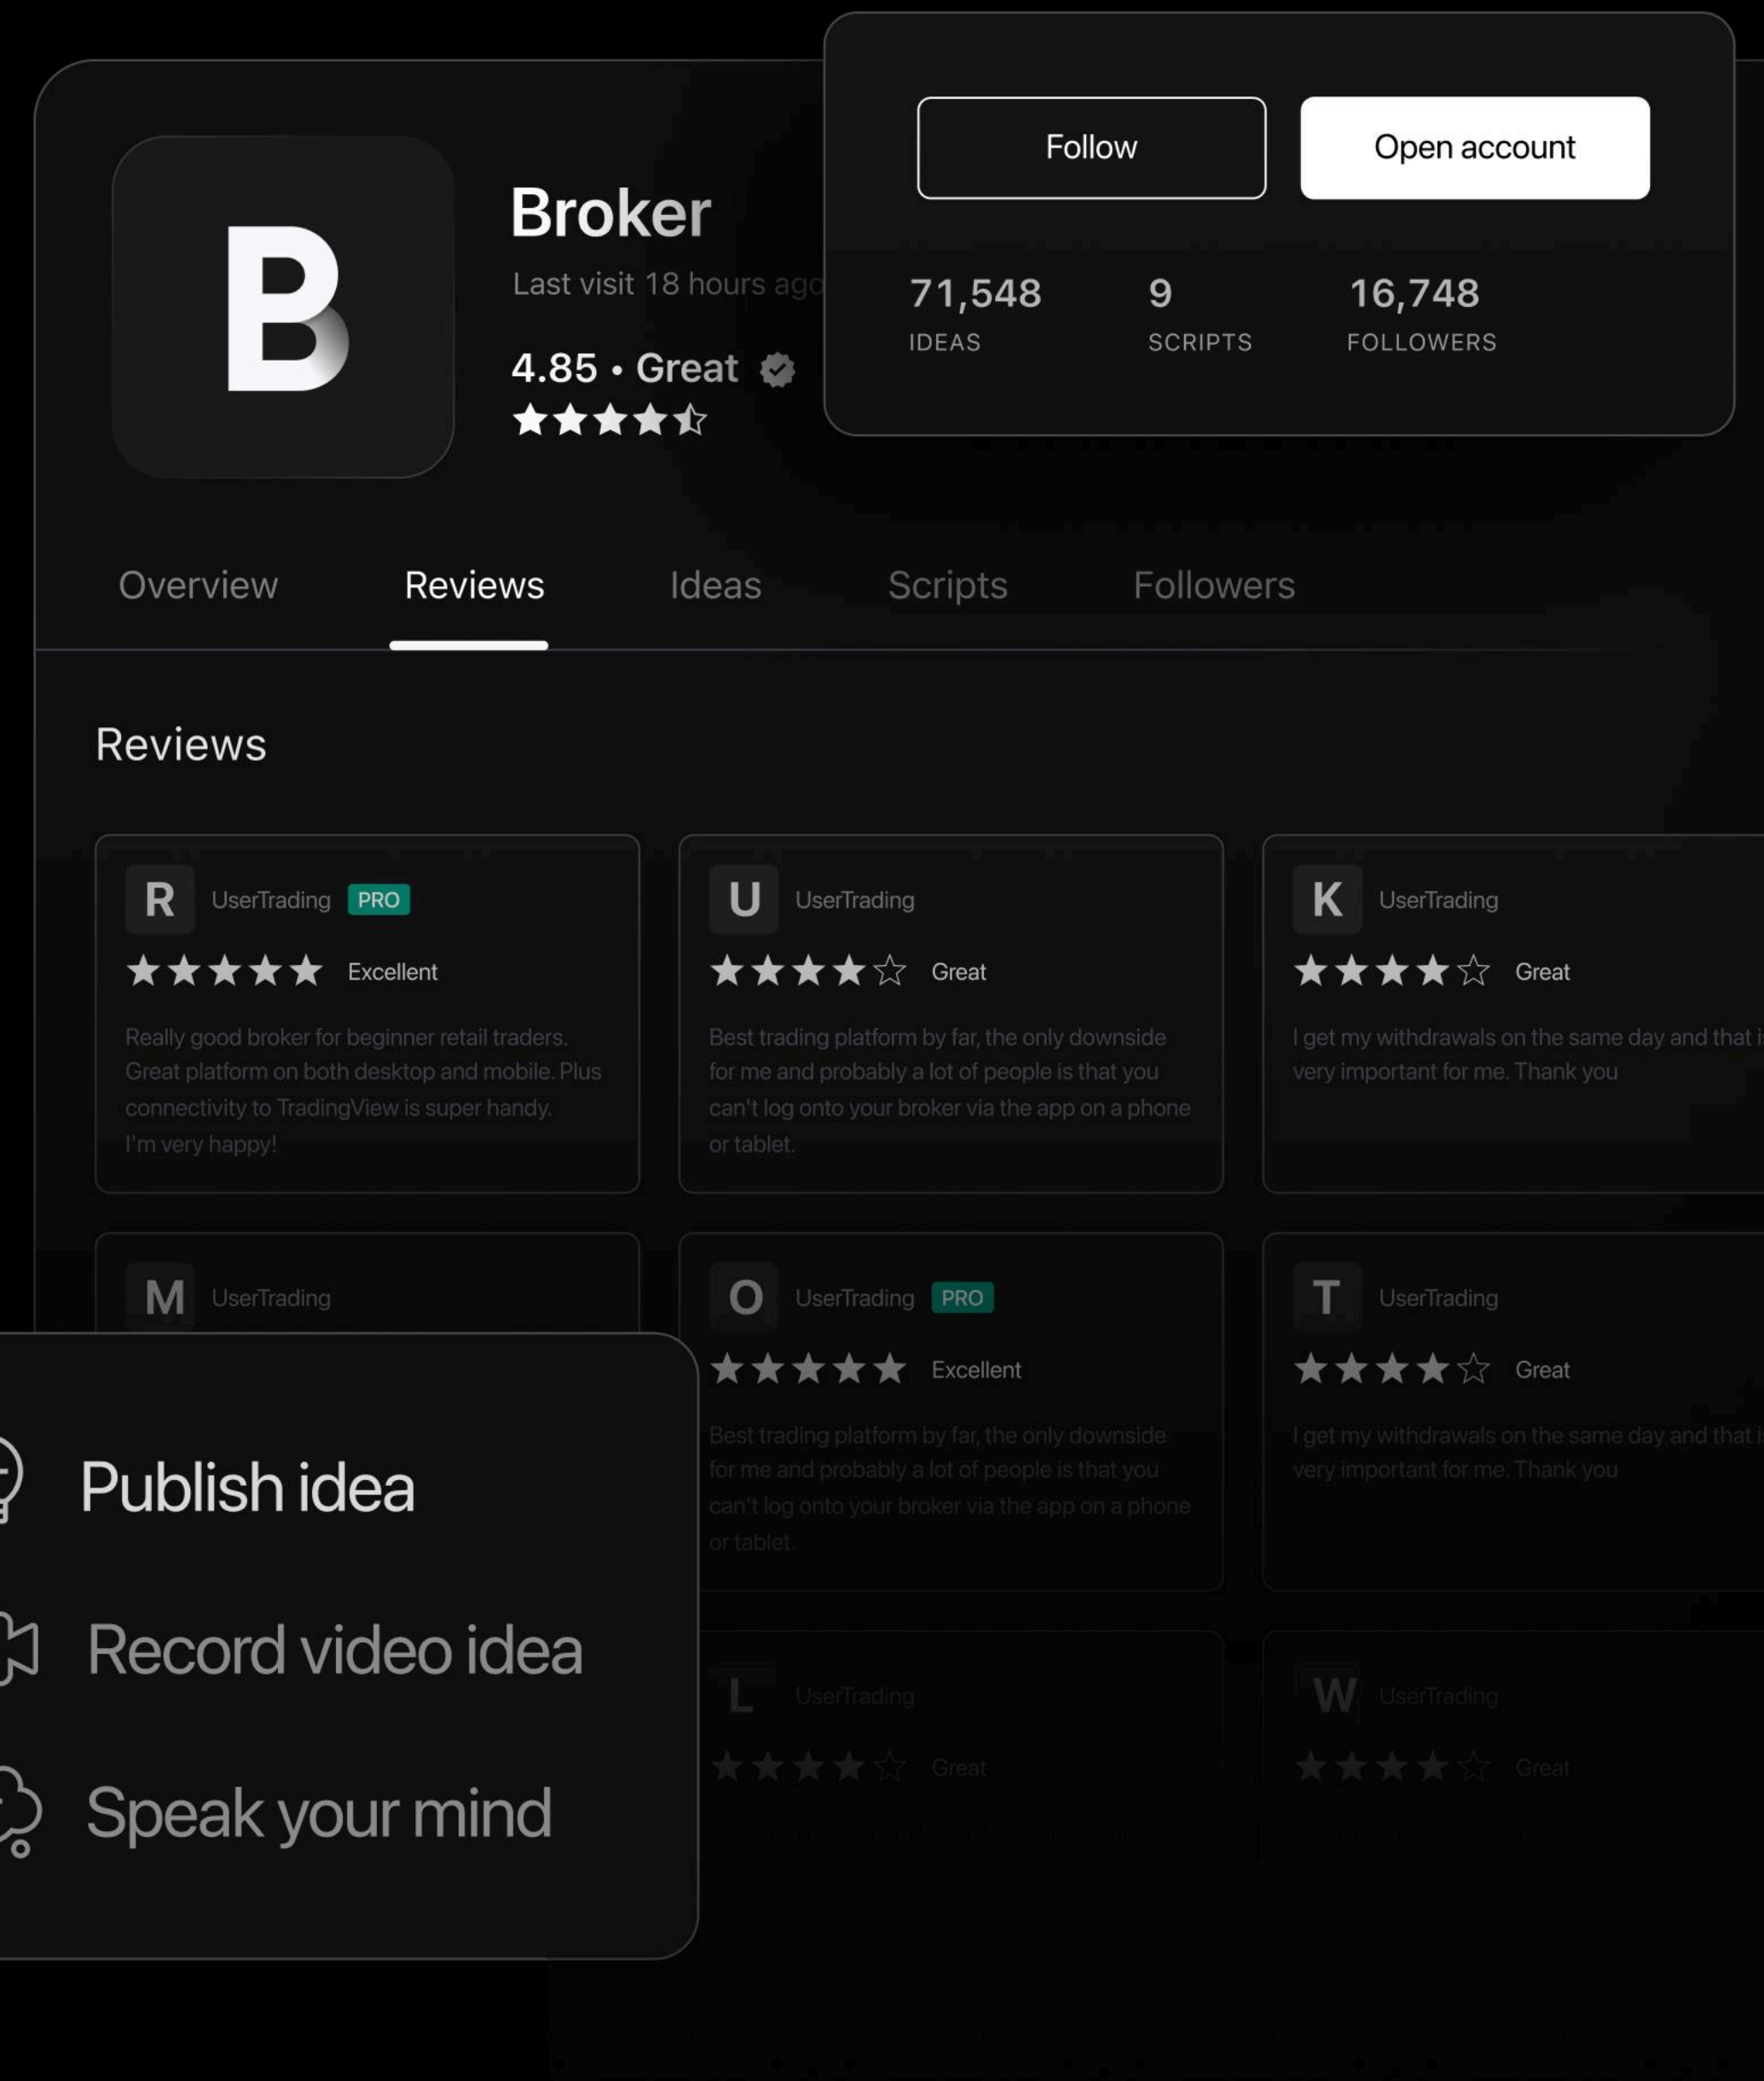 B
Broker
Last visit 18 hours ago
4.85 • Great
Follow
Open account
71,548
IDEAS
9
SCRIPTS
16,748
FOLLOWERS
Overview
Reviews
Ideas
Scripts
Followers
Reviews
R
UserTrading PRO
Excellent
Really good broker for beginner retail traders.
Great platform on both desktop and mobile. Plus
connectivity to TradingView is super handy.
I'm very happy!
U
UserTrading
Great
Best trading platform by far, the only downside
for me and probably a lot of people is that you
can't log onto your broker via the app on a phone
or tablet.
K
UserTrading
Great
I get my withdrawals on the same day and that
very important for me. Thank you
M
UserTrading
O
UserTrading PRO
Excellent
Best trading platform by far, the only downside
for me and probably a lot of people is that you
can't log onto your broker via the app on a phone
or tablet.
T
UserTrading
Great
I get my withdrawals on the same day and that
very important for me. Thank you
Publish idea
Record video idea
Speak your mind
L
UserTrading
Great
W
UserTrading
Great